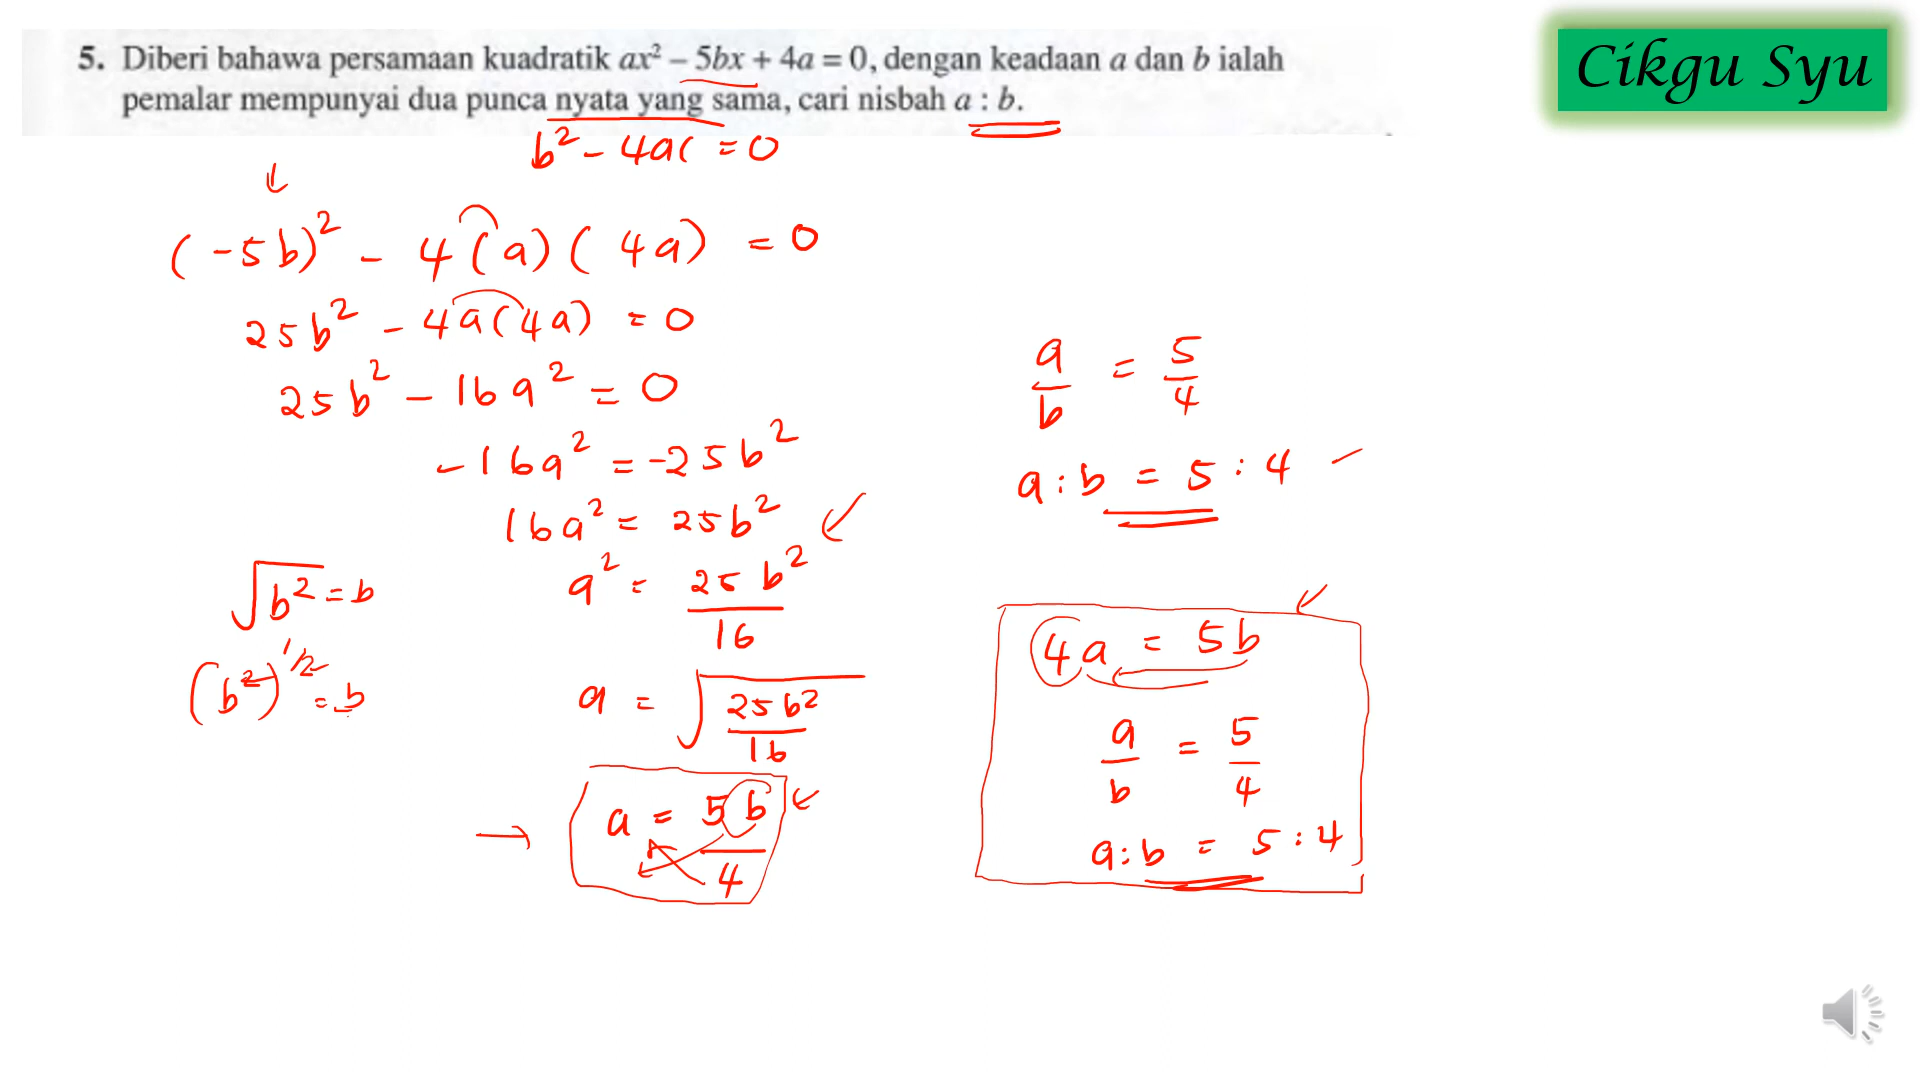 5. Diberi bahawa persamaan kuadratik ax² – 5bx + 4a = 0, dengan keadaan a dan b ialah
pemalar mempunyai dua punca nyata yang sama, cari nisbah a : b.
Cikgu Syu
b² - 4ac = 0
(-5b)² - 4(a)(4a) = 0
25b² - 4a(4a) = 0
25b² - 16a² = 0
-16a² = -25b²
16a² = 25b²
a² = 25b²/16
√b² = b
(b²)^1/2 = b
a = √25b²/16
a = 5b/4
a/b = 5/4
a : b = 5 : 4
4a = 5b
a/b = 5/4
a : b = 5 : 4